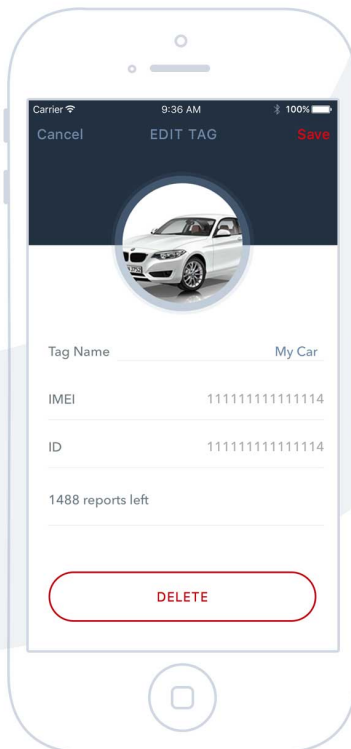 Carrier 9:36 AM 100%
Cancel EDIT TAG Save
Tag Name My Car
IMEI 111111111111114
ID 111111111111114
1488 reports left
DELETE